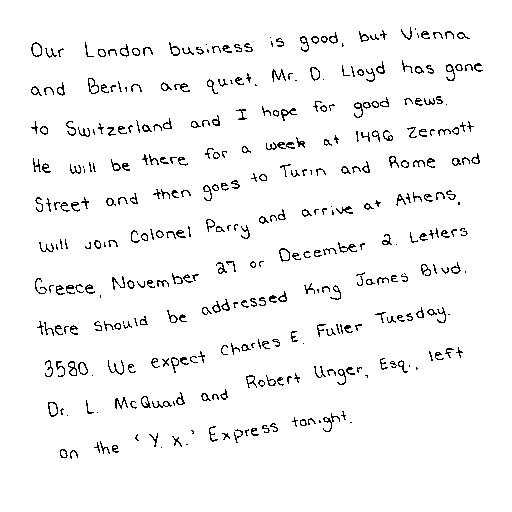 Our London business is good, but Vienna
and Berlin are quiet. Mr. D. Lloyd has gone
to Switzerland and I hope for good news.
He will be there for a week at 1496 Zermott
Street and then goes to Turin and Rome and
will join Colonel Parry and arrive at Athens,
Greece, November 27 or December 2. Letters
there should be addressed King James Blvd.
3580. We expect Charles E. Fuller Tuesday.
Dr. L. McQuaid and Robert Unger, Esq., left
on the 'Y. X.' Express tonight.